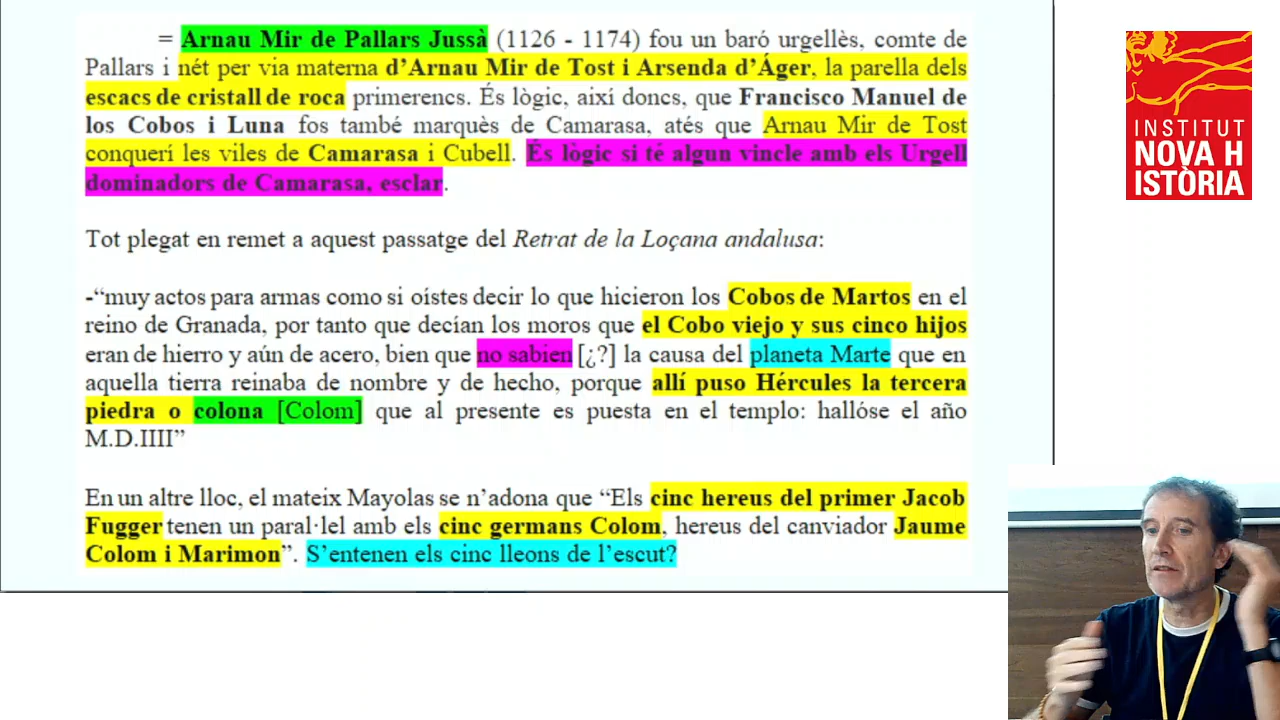 = Arnau Mir de Pallars Jussà (1126 - 1174) fou un baró urgellès, comte de
Pallars i nét per via materna d'Arnau Mir de Tost i Arsenda d'Áger, la parella dels
escacs de cristall de roca primerencs. És lògic, així doncs, que Francisco Manuel de
los Cobos i Luna fos també marquès de Camarasa, atés que Arnau Mir de Tost
conquerí les viles de Camarasa i Cubell. És lògic si té algun vincle amb els Urgell
dominadors de Camarasa, esclar.
Tot plegat en remet a aquest passatge del Retrat de la Loçana andalusa:
-“muy actos para armas como si oístes decir lo que hicieron los Cobos de Martos en el
reino de Granada, por tanto que decían los moros que el Cobo viejo y sus cinco hijos
eran de hierro y aún de acero, bien que no sabien [¿?] la causa del planeta Marte que en
aquella tierra reinaba de nombre y de hecho, porque allí puso Hércules la tercera
piedra o colona [Colom] que al presente es puesta en el templo: hallóse el año
M.D.IIII”
En un altre lloc, el mateix Mayolas se n'adona que “Els cinc hereus del primer Jacob
Fugger tenen un paral·lel amb els cinc germans Colom, hereus del canviador Jaume
Colom i Marimon”. S'entenen els cinc lleons de l'escut?
INSTITUT
NOVA H
ISTÒRIA